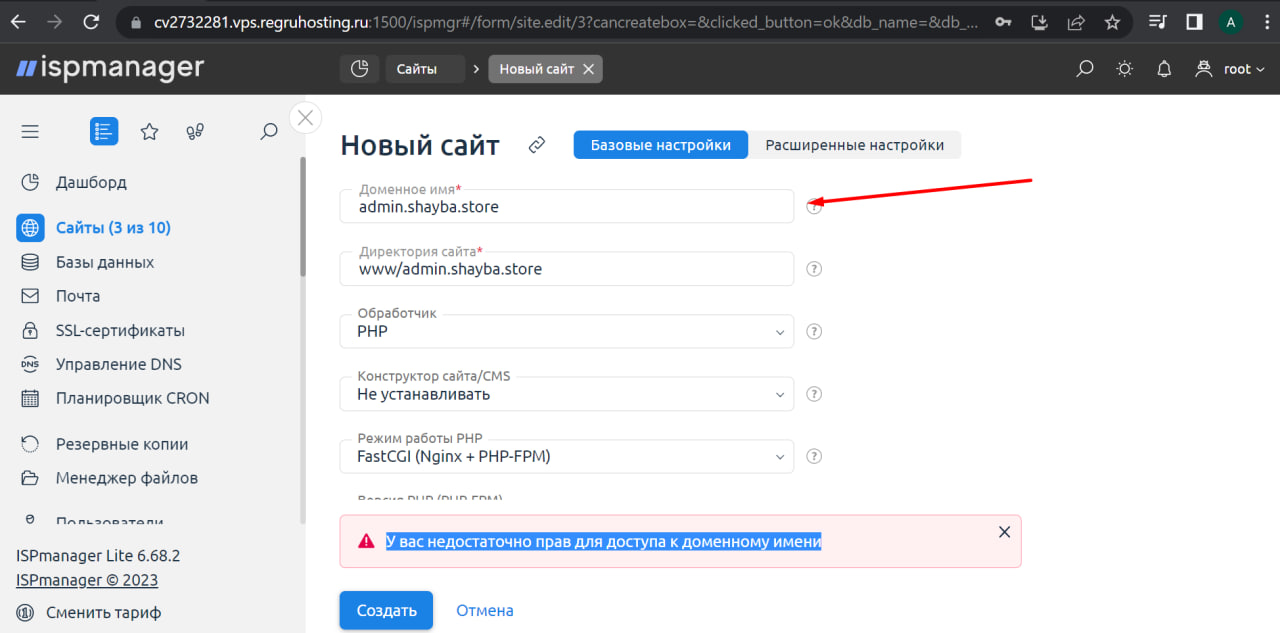 cv2732281.vps.regruhosting.ru:1500/ispmgr#/form/site.edit/3?cancreatebox=&clicked_button=ok&db_name=&db_...
A
ispmanager
Сайты
Новый сайт
root
Новый сайт
Базовые настройки
Расширенные настройки
Дашборд
Сайты (3 из 10)
Базы данных
Почта
SSL-сертификаты
DNS
Управление DNS
Планировщик CRON
Резервные копии
Менеджер файлов
Пользователи
ISPmanager Lite 6.68.2
ISPmanager © 2023
Сменить тариф
Доменное имя*
admin.shayba.store
?
Директория сайта*
www/admin.shayba.store
?
Обработчик
PHP
?
Конструктор сайта/CMS
Не устанавливать
?
Режим работы PHP
FastCGI (Nginx + PHP-FPM)
?
Версия PHP (PHP-FPM)
У вас недостаточно прав для доступа к доменному имени
Создать
Отмена